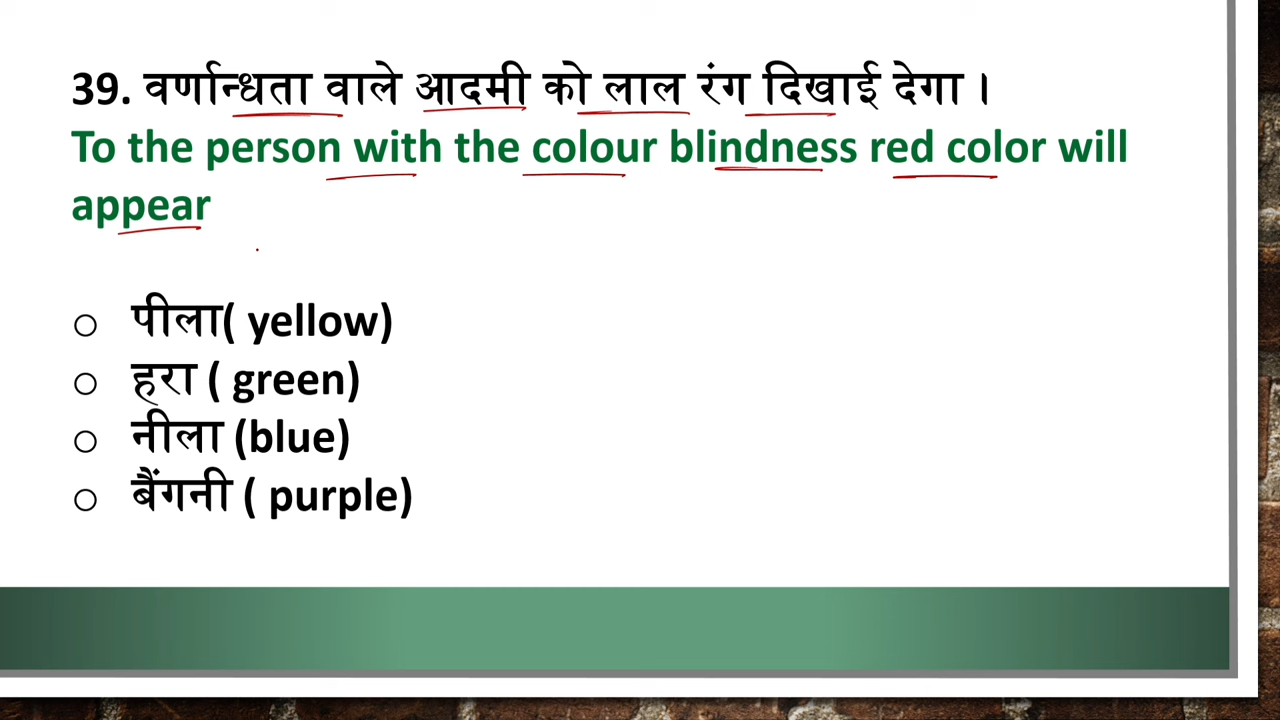 39. वर्णान्धता वाले आदमी को लाल रंग दिखाई देगा ।
To the person with the colour blindness red color will
appear
o पीला( yellow)
o हरा ( green)
o नीला (blue)
o बैंगनी ( purple)